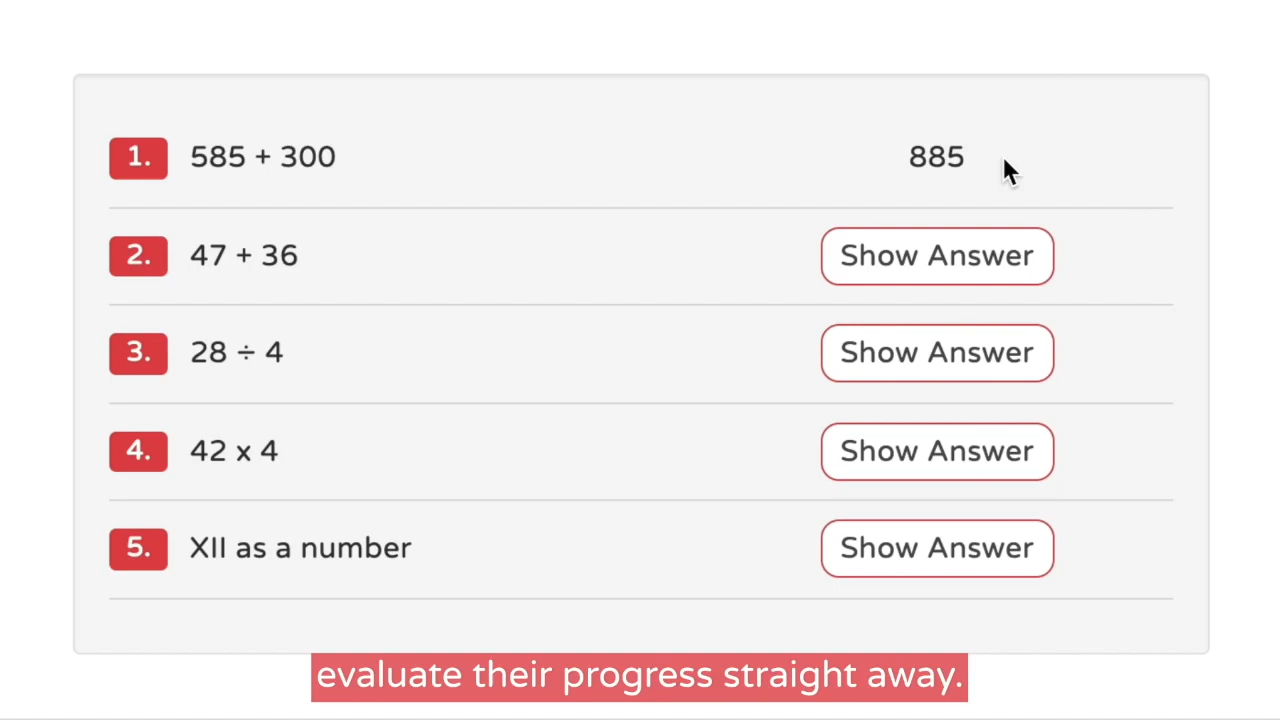 1. 585 + 300 885
2. 47 + 36 Show Answer
3. 28 ÷ 4 Show Answer
4. 42 x 4 Show Answer
5. XII as a number Show Answer
evaluate their progress straight away.